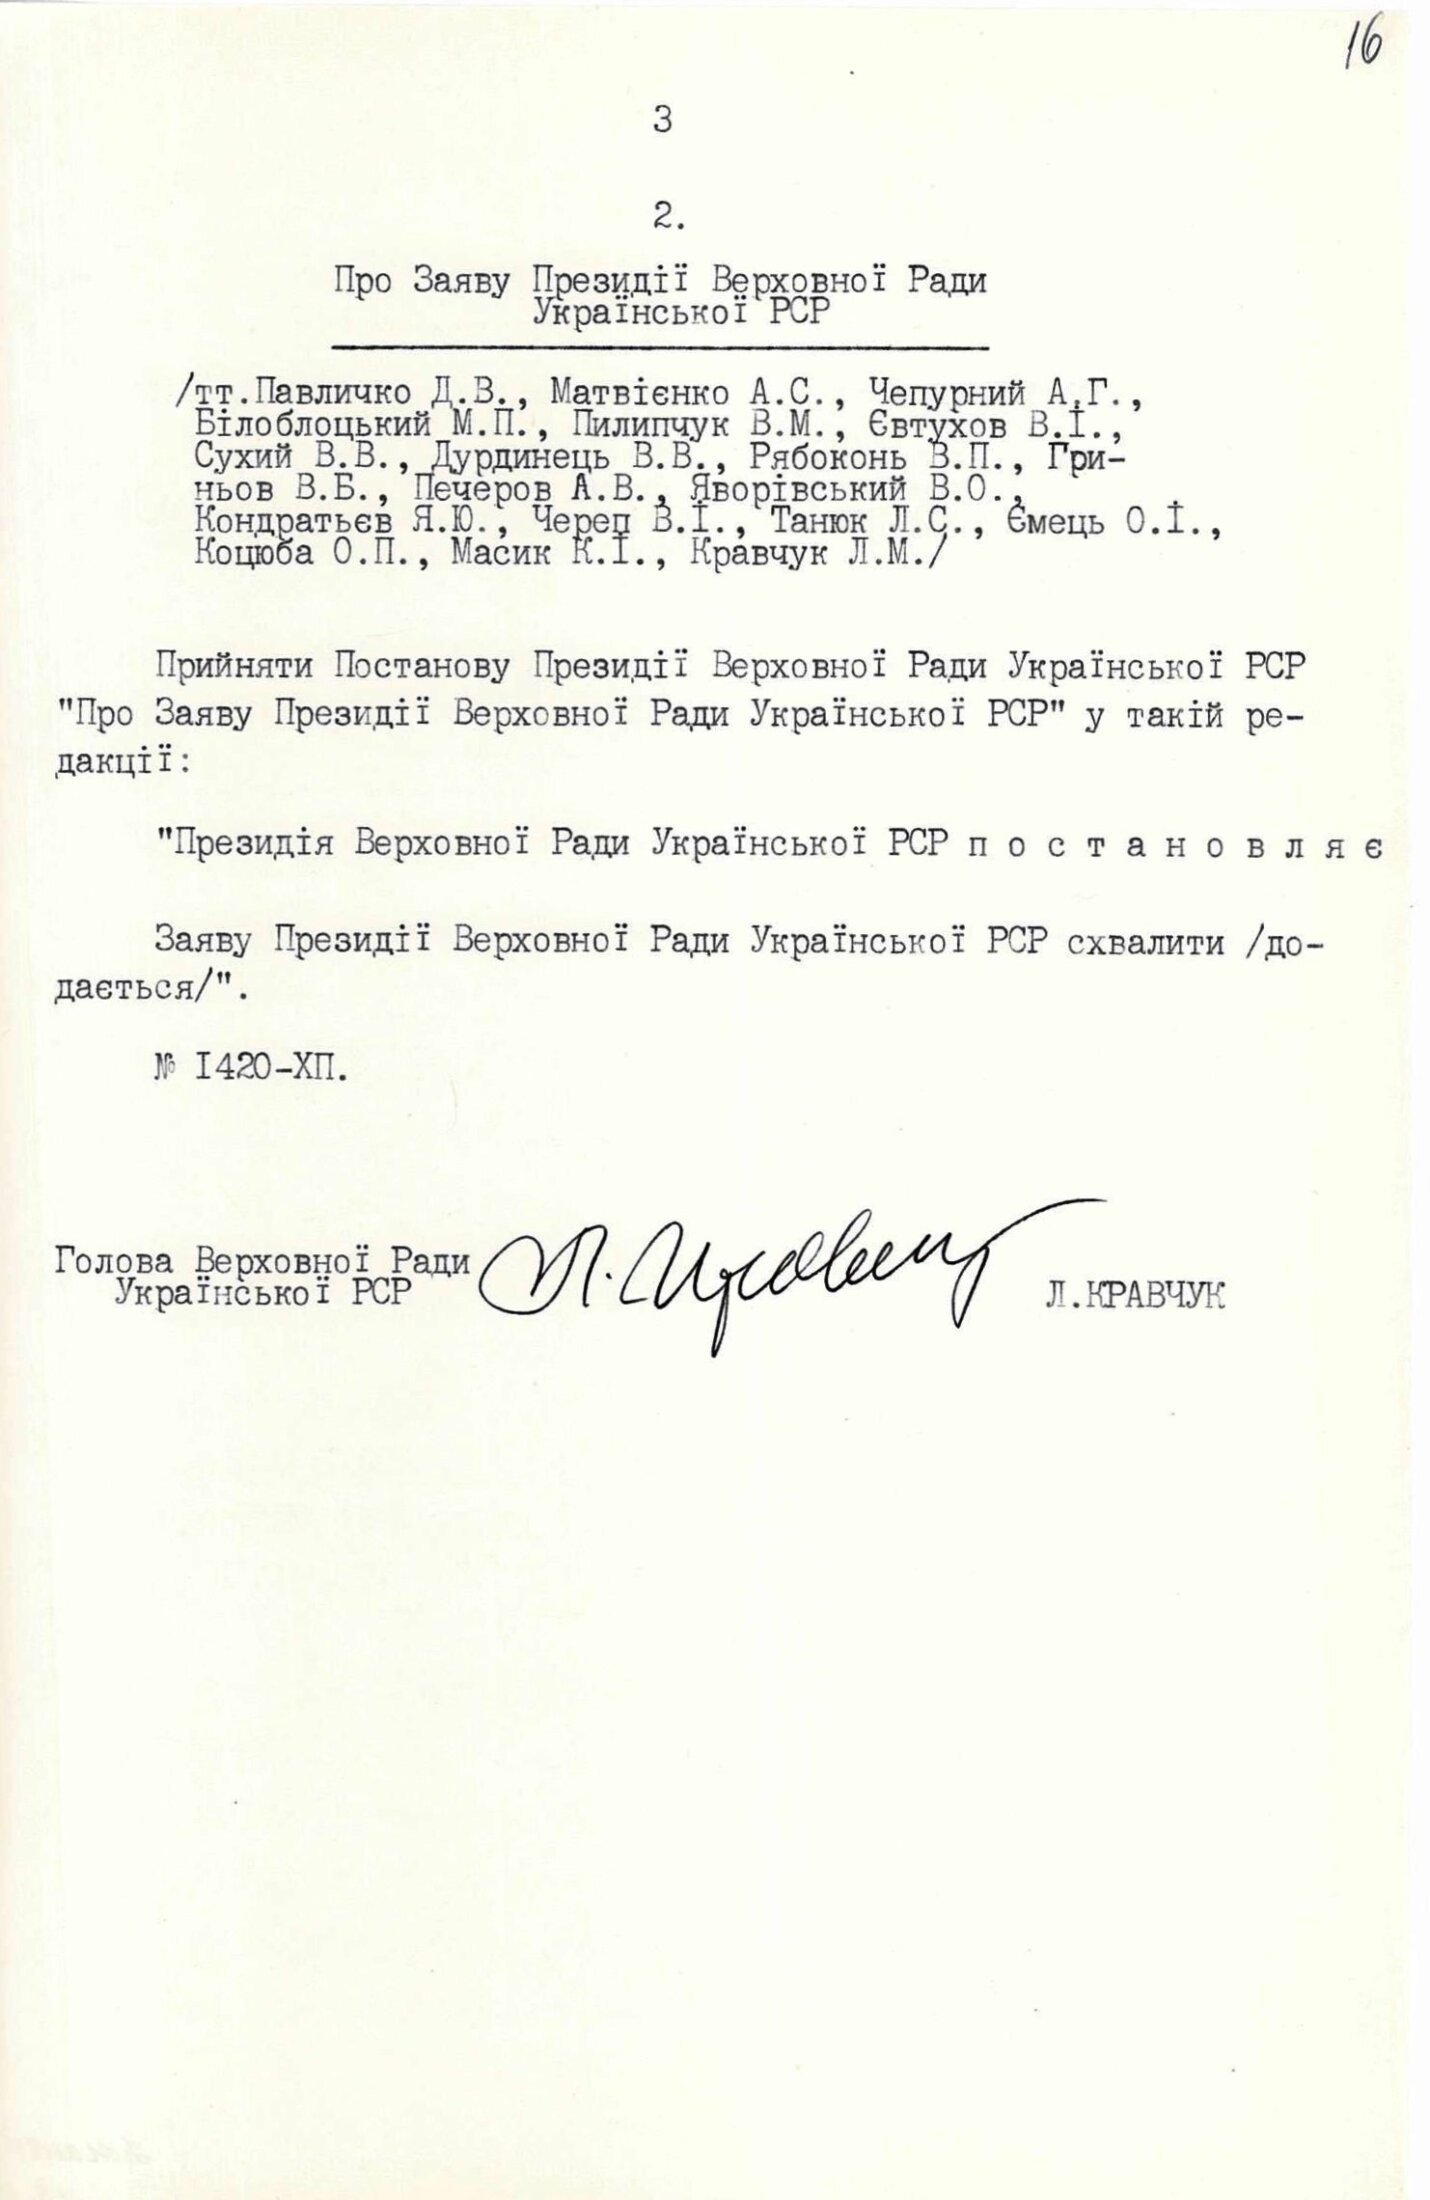 16
3
2.
Про Заяву Президії Верховної Ради
Української РСР
/тт.Павличко Д.В., Матвієнко А.С., Чепурний А.Г.,
Білоблоцький М.П., Пилипчук В.М., Євтухов В.І.,
Сухий В.В., Дурдинець В.В., Рябоконь В.П., Гри-
ньов В.Б., Печеров А.В., Яворівський В.О.,
Кондратьєв Я.Ю., Череп В.І., Танюк Л.С., Ємець О.І.,
Коцюба О.П., Масик К.І., Кравчук Л.М./
Прийняти Постанову Президії Верховної Ради Української РСР
"Про Заяву Президії Верховної Ради Української РСР" у такій ре-
дакції:
"Президія Верховної Ради Української РСР п о с т а н о в л я є
Заяву Президії Верховної Ради Української РСР схвалити /до-
дається/".
№ І420-ХП.
Голова Верховної Ради
Української РСР
Л. Кравчук
Л.КРАВЧУК